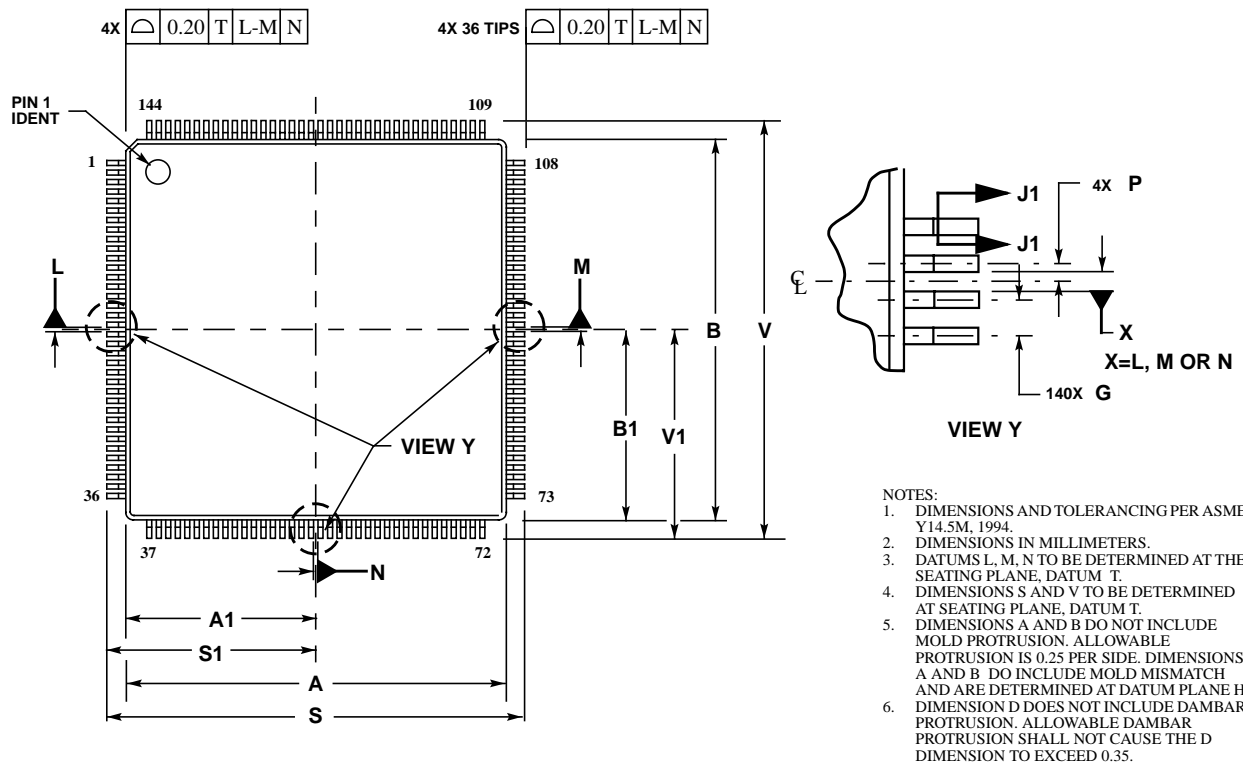 4X 0.20 T L-M N
4X 36 TIPS 0.20 T L-M N
PIN 1
IDENT
144
109
1
108
L
M
VIEW Y
B
V
B1
V1
36
73
37
72
N
A1
S1
A
S
J1
J1
4X P
℄
X
X=L, M OR N
140X G
VIEW Y
NOTES:
1. DIMENSIONS AND TOLERANCING PER ASME
Y14.5M, 1994.
2. DIMENSIONS IN MILLIMETERS.
3. DATUMS L, M, N TO BE DETERMINED AT THE
SEATING PLANE, DATUM T.
4. DIMENSIONS S AND V TO BE DETERMINED
AT SEATING PLANE, DATUM T.
5. DIMENSIONS A AND B DO NOT INCLUDE
MOLD PROTRUSION. ALLOWABLE
PROTRUSION IS 0.25 PER SIDE. DIMENSIONS
A AND B DO INCLUDE MOLD MISMATCH
AND ARE DETERMINED AT DATUM PLANE H
6. DIMENSION D DOES NOT INCLUDE DAMBAR
PROTRUSION. ALLOWABLE DAMBAR
PROTRUSION SHALL NOT CAUSE THE D
DIMENSION TO EXCEED 0.35.